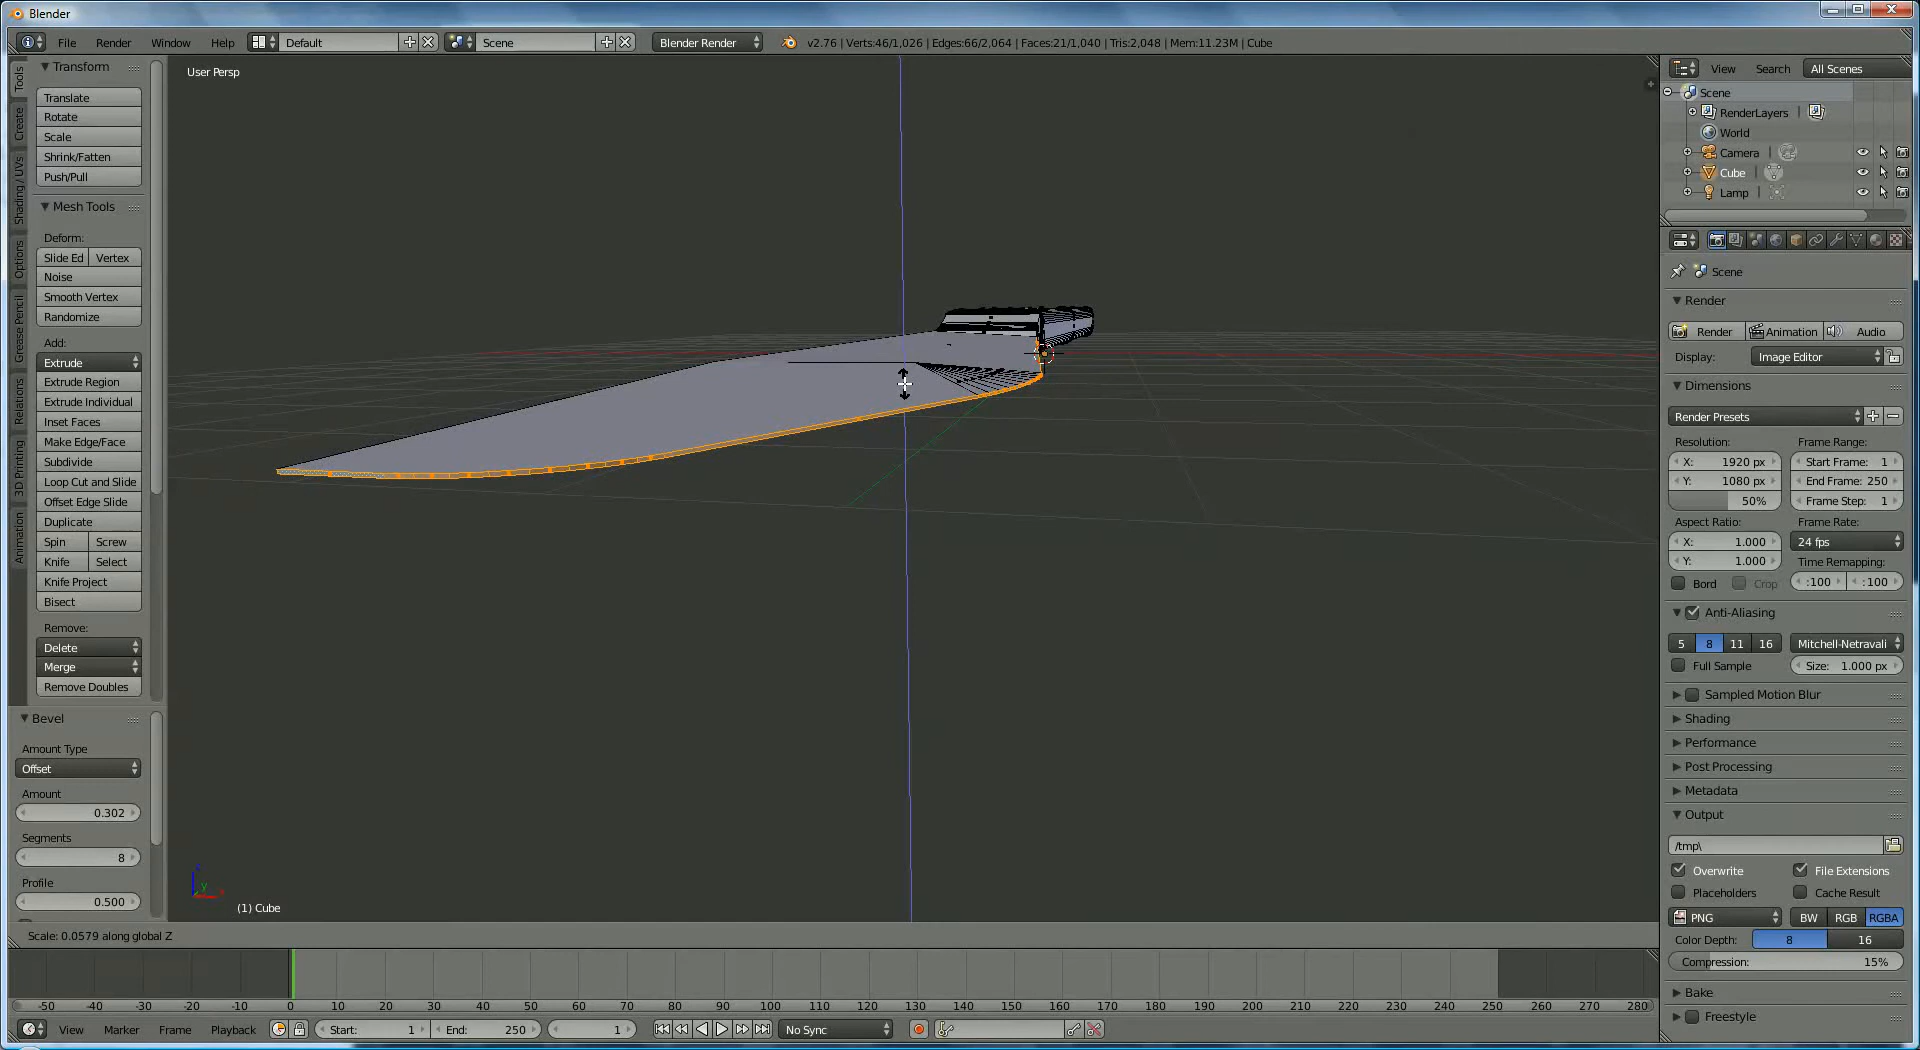 Blender
File Render Window Help Default Scene Blender Render v2.76 | Verts:46/1,026 | Edges:66/2,064 | Faces:21/1,040 | Tris:2,048 | Mem:11.23M | Cube
Tools
Create
Shading / UVs
Options
Grease Pencil
Relations
3D Printing
Animation
Transform
Translate
Rotate
Scale
Shrink/Fatten
Push/Pull
Mesh Tools
Deform:
Slide Ed Vertex
Noise
Smooth Vertex
Randomize
Add:
Extrude
Extrude Region
Extrude Individual
Inset Faces
Make Edge/Face
Subdivide
Loop Cut and Slide
Offset Edge Slide
Duplicate
Spin Screw
Knife Select
Knife Project
Bisect
Remove:
Delete
Merge
Remove Doubles
Bevel
Amount Type
Offset
Amount
0.302
Segments
8
Profile
0.500
User Persp
(1) Cube
Scale: 0.0579 along global Z
View Search All Scenes
Scene
RenderLayers
World
Camera
Cube
Lamp
Scene
Render
Render Animation Audio
Display: Image Editor
Dimensions
Render Presets
Resolution: Frame Range:
X: 1920 px Start Frame: 1
Y: 1080 px End Frame: 250
50% Frame Step: 1
Aspect Ratio: Frame Rate:
X: 1.000 24 fps
Y: 1.000 Time Remapping:
Bord Crop :100 :100
Anti-Aliasing
5 8 11 16 Mitchell-Netravali
Full Sample Size: 1.000 px
Sampled Motion Blur
Shading
Performance
Post Processing
Metadata
Output
/tmp\
Overwrite File Extensions
Placeholders Cache Result
PNG BW RGB RGBA
Color Depth: 8 16
Compression: 15%
Bake
Freestyle
-50 -40 -30 -20 -10 0 10 20 30 40 50 60 70 80 90 100 110 120 130 140 150 160 170 180 190 200 210 220 230 240 250 260 270 280
View Marker Frame Playback Start: 1 End: 250 1 No Sync